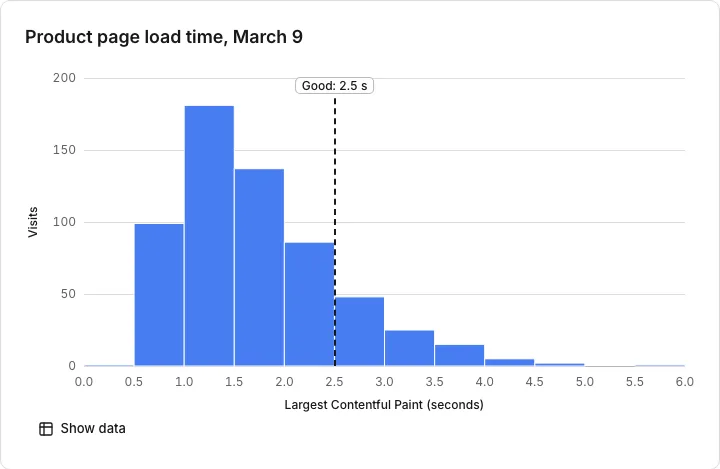 Product page load time, March 9
200
Good: 2.5 s
150
100
50
0
Visits
0.0 0.5 1.0 1.5 2.0 2.5 3.0 3.5 4.0 4.5 5.0 5.5 6.0
Largest Contentful Paint (seconds)
Show data